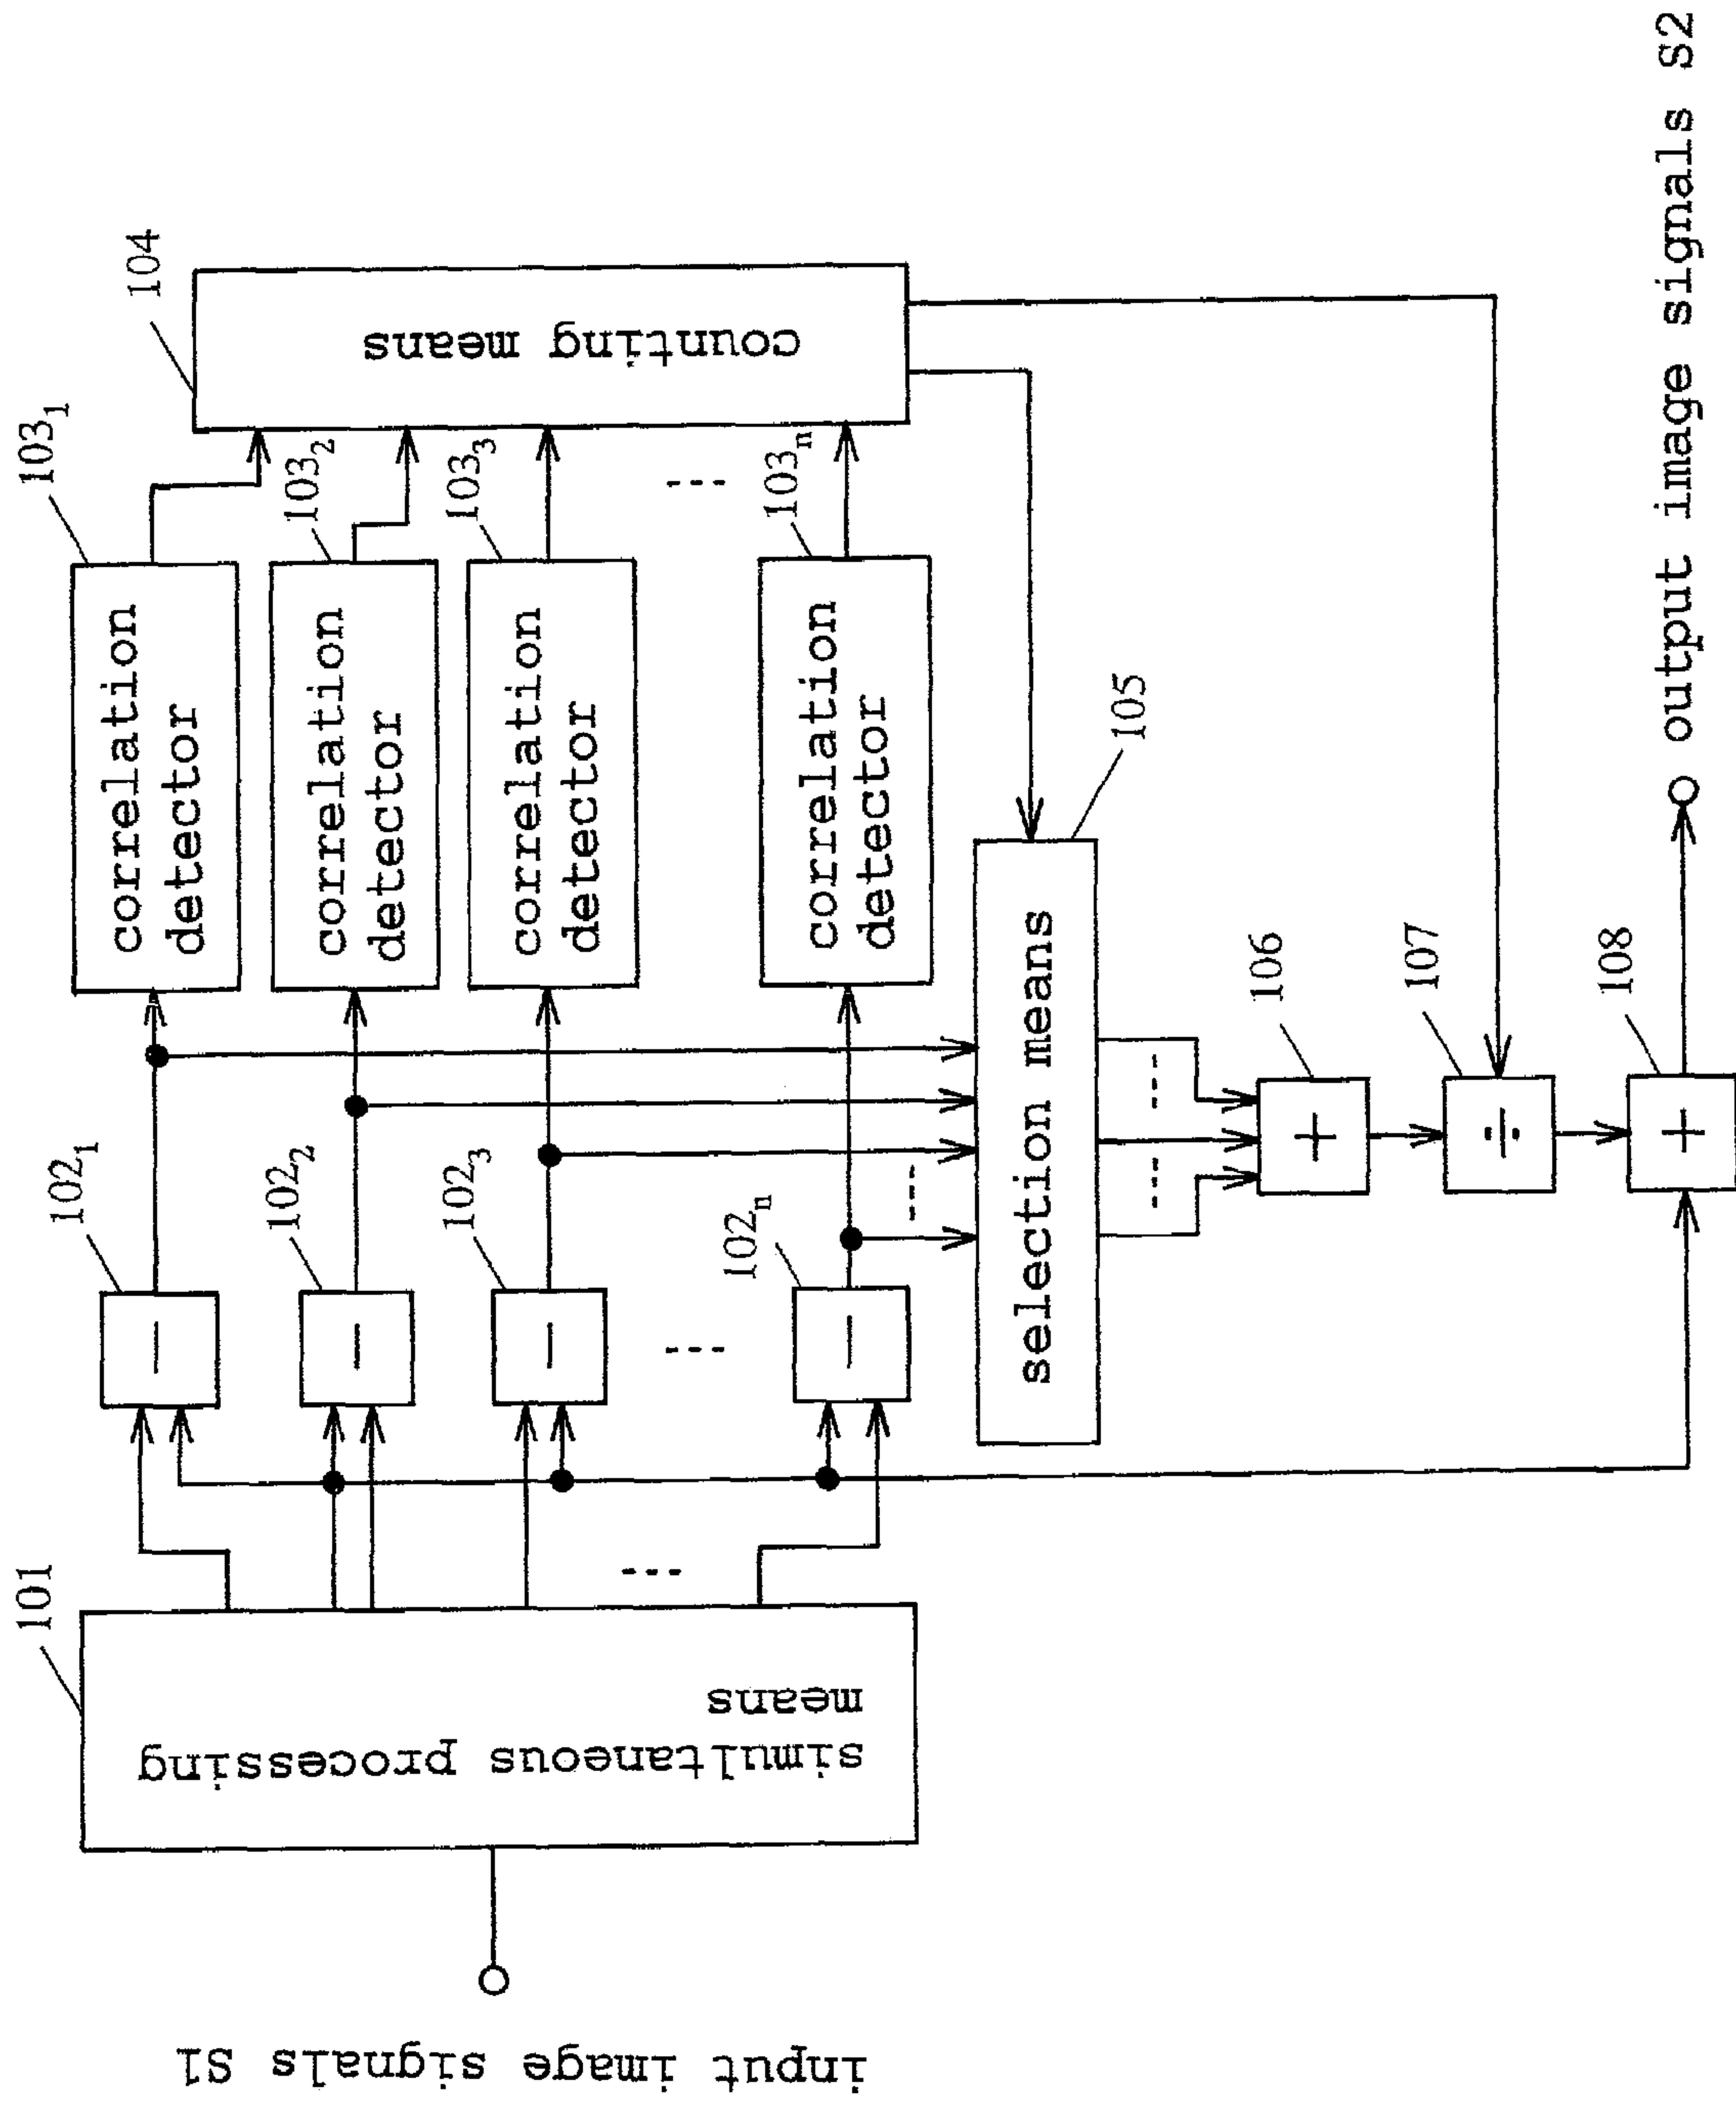 input image signals S1
101
simultaneous processing
means
102₁
102₂
102₃
102ₙ
−
−
−
−
---
---
---
103₁
103₂
103₃
103ₙ
correlation
detector
correlation
detector
correlation
detector
correlation
detector
---
104
counting means
----
105
selection means
----
----
106
+
107
÷
108
+
output image signals S2